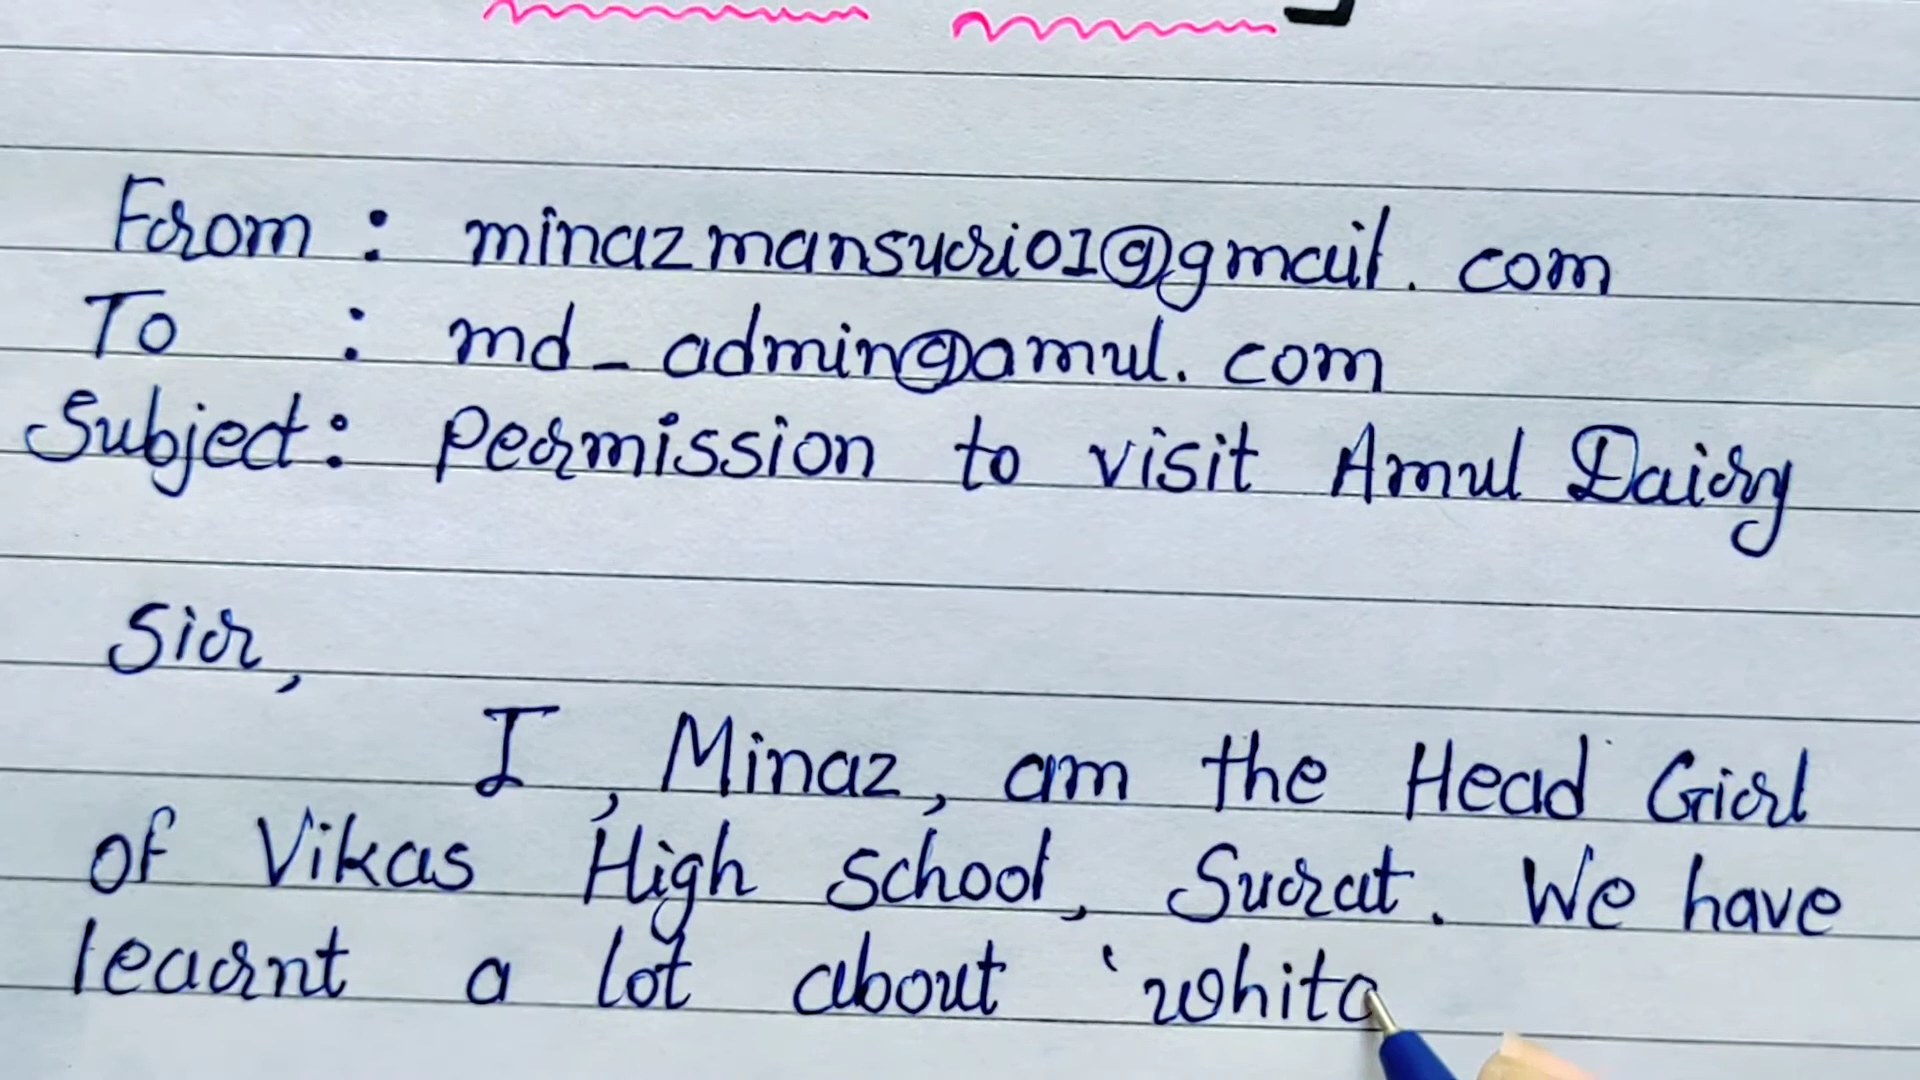 From : minazmansuri01@gmail.com
To : md_admin@amul.com
Subject : Permission to visit Amul Dairy
Sir,
I, Minaz, am the Head Girl
of Vikas High School, Surat. We have
learnt a lot about 'white